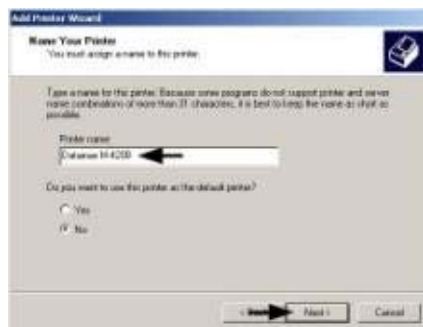 Add Printer Wizard
Name Your Printer
You must assign a name to this printer.
Type a name for this printer. Because some programs do not support printer and server
name combinations of more than 31 characters, it is best to keep the name as short as
possible.
Printer name:
Datamax M-4208
Do you want to use this printer as the default printer?
Yes
No
Next >
Cancel